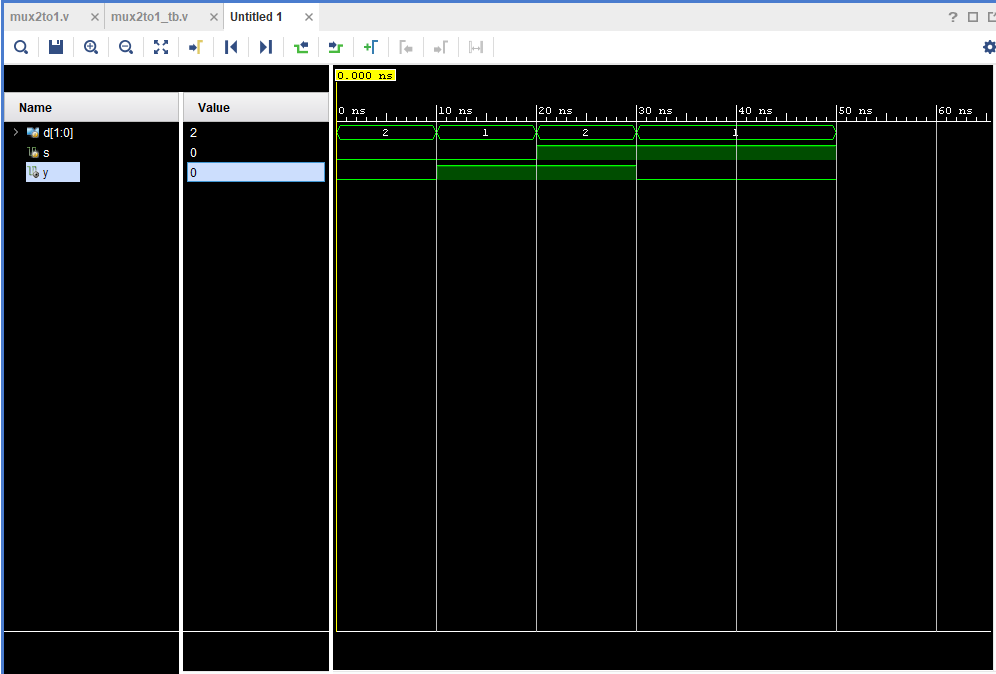 mux2to1.v × mux2to1_tb.v × Untitled 1 × ?
0.000 ns
Name Value
0 ns 10 ns 20 ns 30 ns 40 ns 50 ns 60 ns
d[1:0] 2 2 1 2 1
s 0
y 0